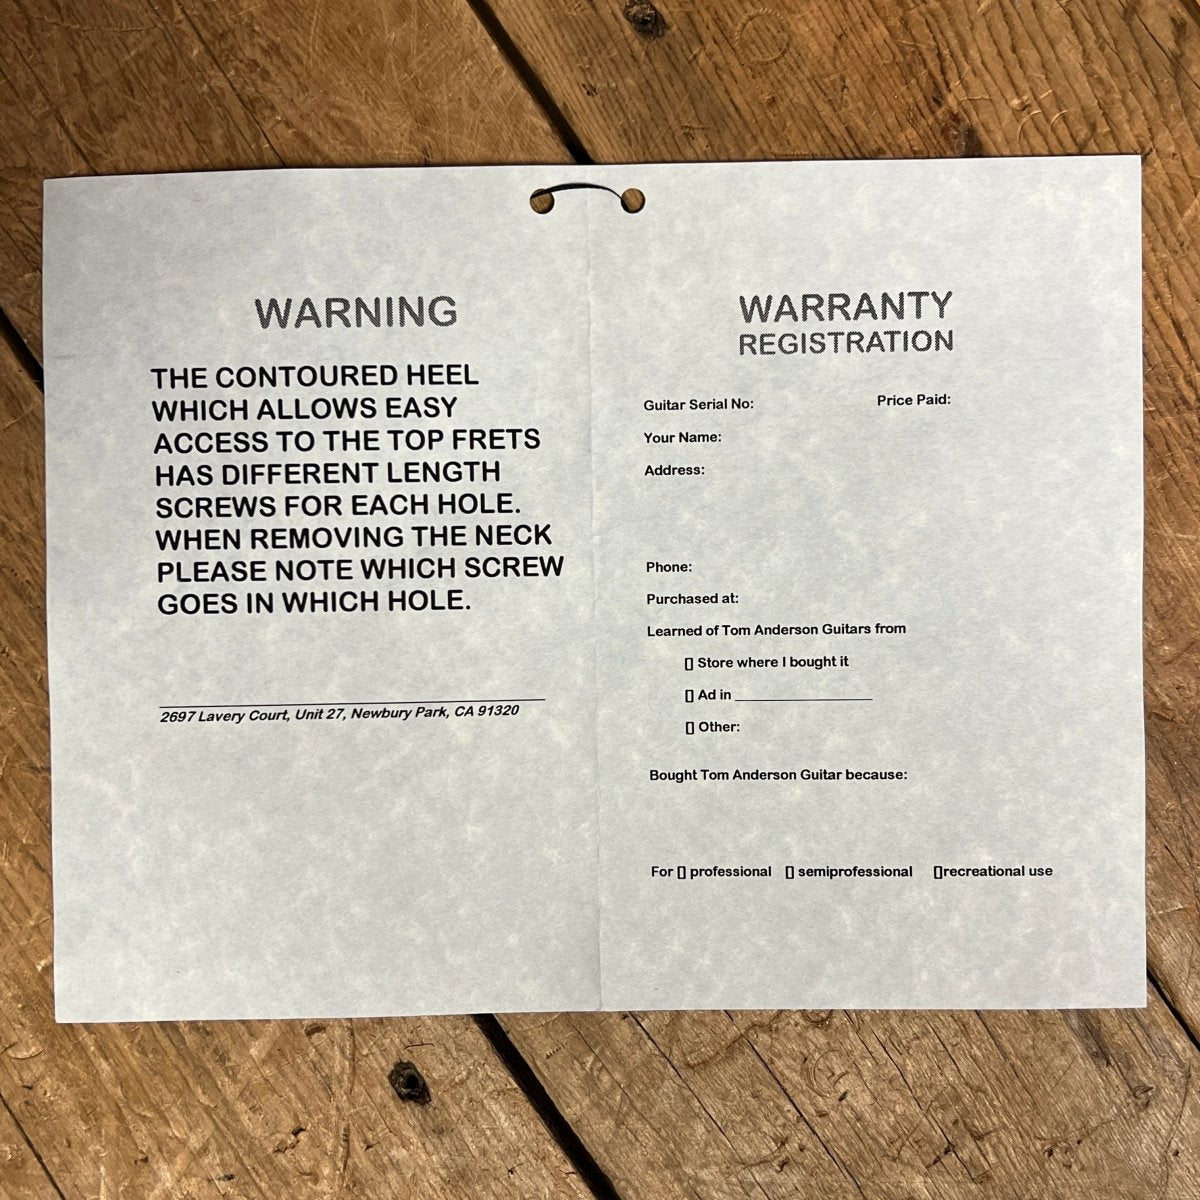 WARNING
THE CONTOURED HEEL
WHICH ALLOWS EASY
ACCESS TO THE TOP FRETS
HAS DIFFERENT LENGTH
SCREWS FOR EACH HOLE.
WHEN REMOVING THE NECK
PLEASE NOTE WHICH SCREW
GOES IN WHICH HOLE.
2697 Lavery Court, Unit 27, Newbury Park, CA 91320
WARRANTY
REGISTRATION
Guitar Serial No: Price Paid:
Your Name:
Address:
Phone:
Purchased at:
Learned of Tom Anderson Guitars from
[] Store where I bought it
[] Ad in ____________________
[] Other:
Bought Tom Anderson Guitar because:
For [] professional [] semiprofessional []recreational use